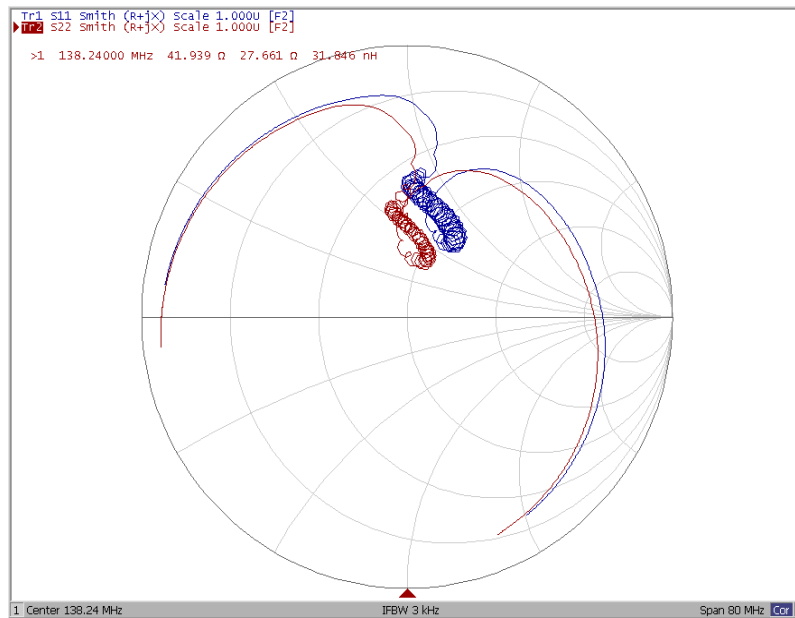 Tr1 S11 Smith (R+jX) Scale 1.000U [F2]
Tr2 S22 Smith (R+jX) Scale 1.000U [F2]
>1 138.24000 MHz 41.939 Ω 27.661 Ω 31.846 nH
1 Center 138.24 MHz IFBW 3 kHz Span 80 MHz Cor